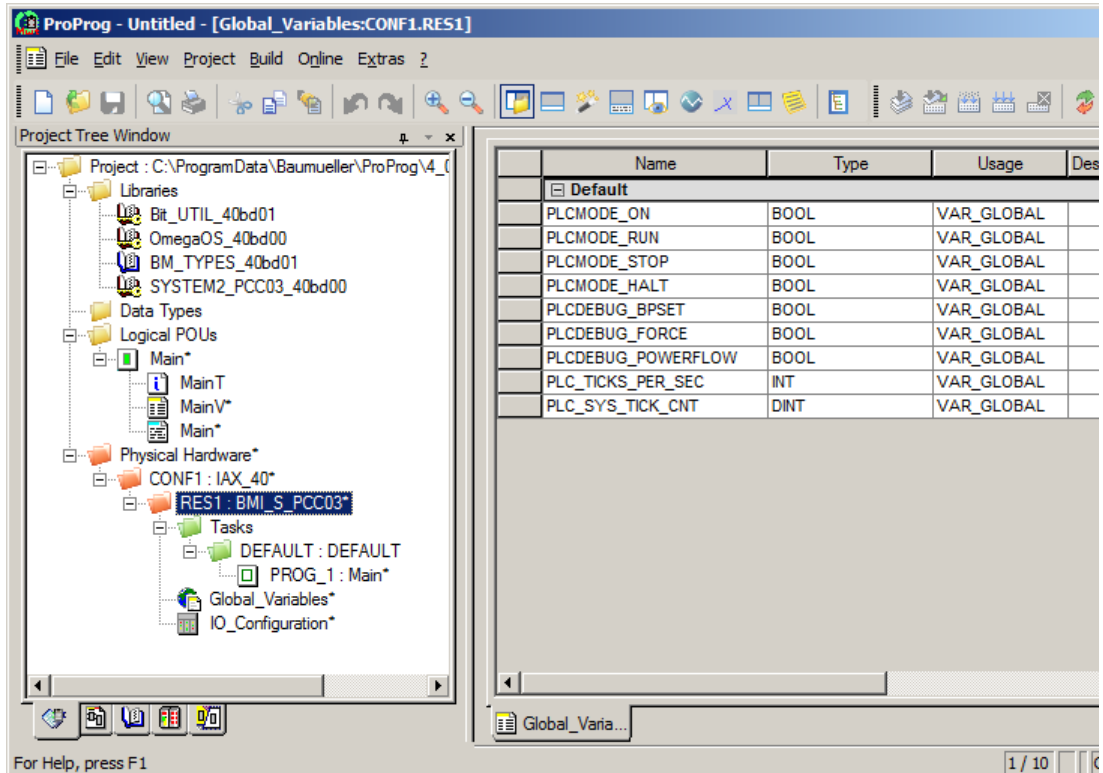 ProProg - Untitled - [Global_Variables:CONF1.RES1]
File Edit View Project Build Online Extras ?
Project Tree Window
Project : C:\ProgramData\Baumueller\ProProg\4_(
Libraries
Bit_UTIL_40bd01
OmegaOS_40bd00
BM_TYPES_40bd01
SYSTEM2_PCC03_40bd00
Data Types
Logical POUs
Main*
MainT
MainV*
Main*
Physical Hardware*
CONF1 : IAX_40*
RES1 : BMI_S_PCC03*
Tasks
DEFAULT : DEFAULT
PROG_1 : Main*
Global_Variables*
IO_Configuration*
Name Type Usage Des
Default
PLCMODE_ON BOOL VAR_GLOBAL
PLCMODE_RUN BOOL VAR_GLOBAL
PLCMODE_STOP BOOL VAR_GLOBAL
PLCMODE_HALT BOOL VAR_GLOBAL
PLCDEBUG_BPSET BOOL VAR_GLOBAL
PLCDEBUG_FORCE BOOL VAR_GLOBAL
PLCDEBUG_POWERFLOW BOOL VAR_GLOBAL
PLC_TICKS_PER_SEC INT VAR_GLOBAL
PLC_SYS_TICK_CNT DINT VAR_GLOBAL
Global_Varia...
For Help, press F1
1 / 10